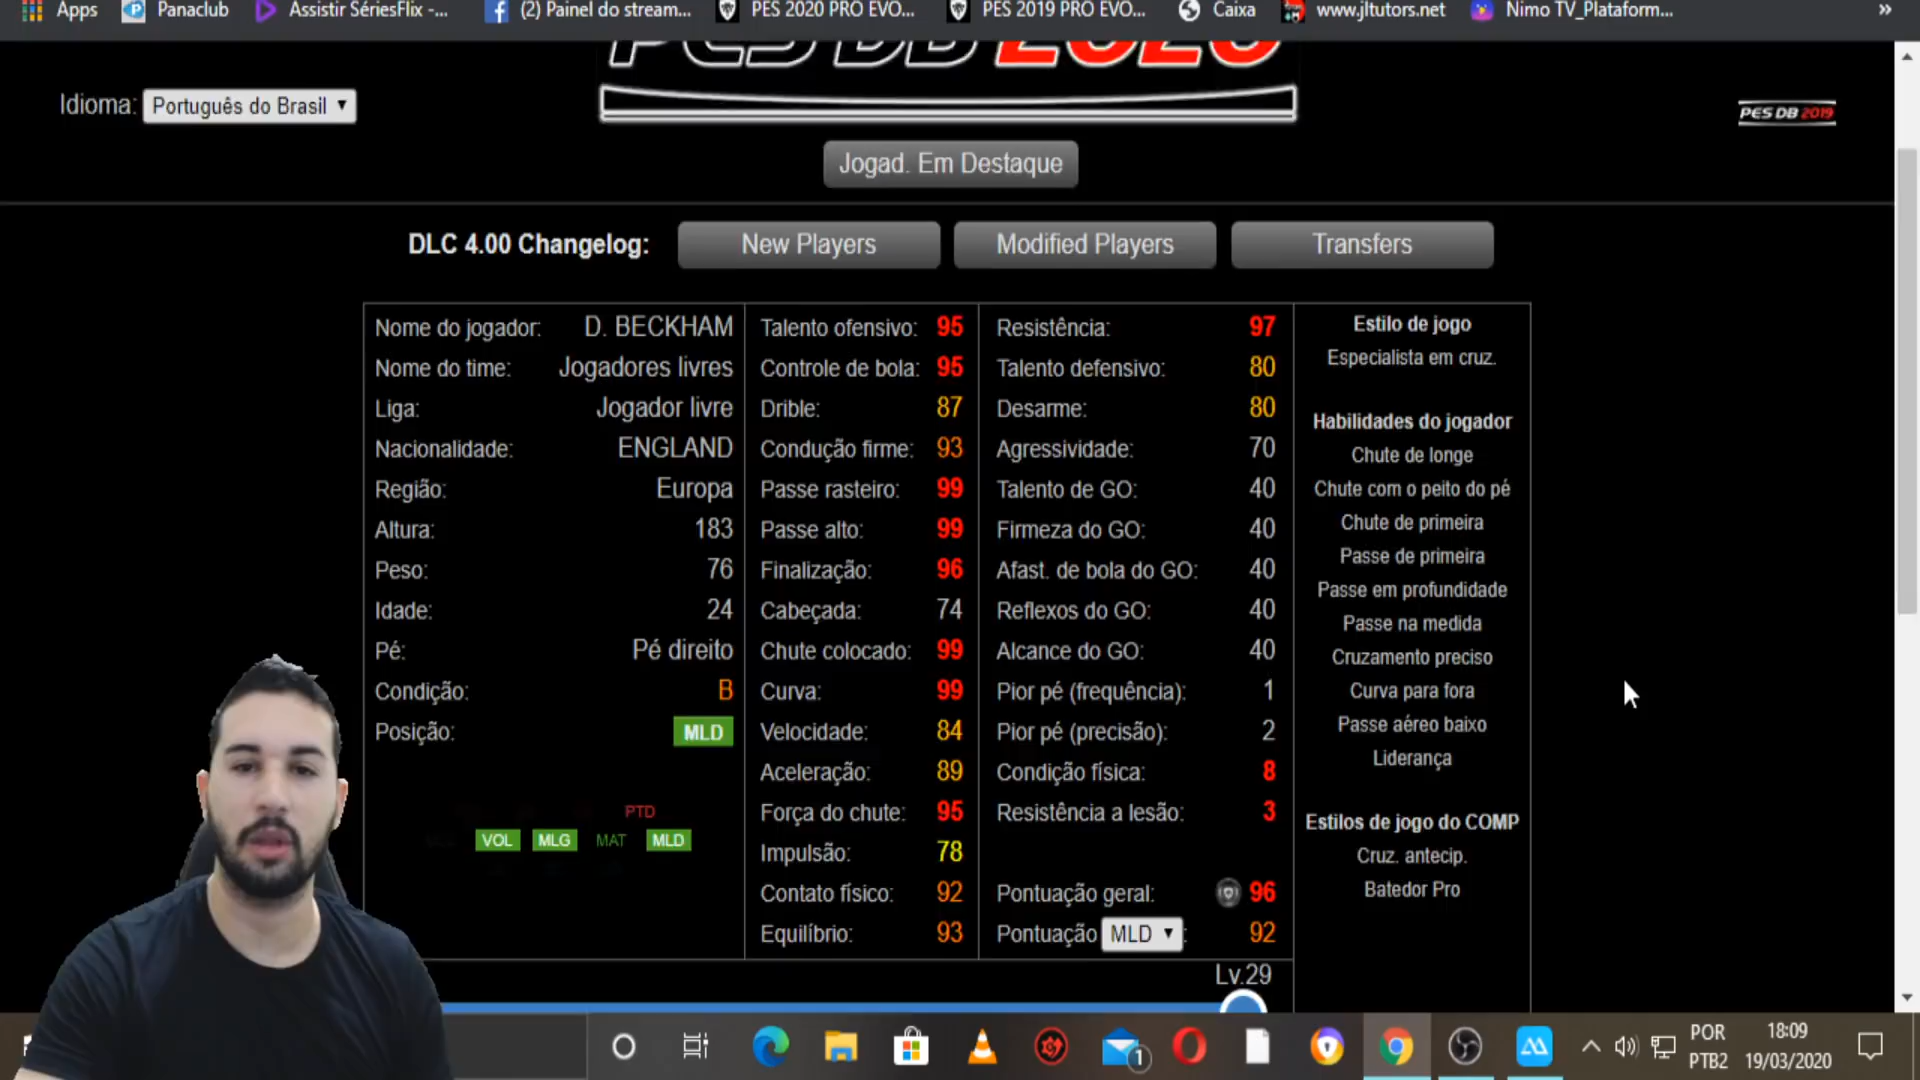 Apps
Panaclub
Assistir SériesFlix -...
(2) Painel do stream...
PES 2020 PRO EVO...
PES 2019 PRO EVO...
Caixa
www.jltutors.net
Nimo TV_Plataform...
»
PES DB 2020
Idioma: Português do Brasil
PES DB 2019
Jogad. Em Destaque
DLC 4.00 Changelog: New Players Modified Players Transfers
Nome do jogador: D. BECKHAM
Nome do time: Jogadores livres
Liga: Jogador livre
Nacionalidade: ENGLAND
Região: Europa
Altura: 183
Peso: 76
Idade: 24
Pé: Pé direito
Condição: B
Posição: MLD
PTD
VOL MLG MAT MLD
Talento ofensivo: 95
Controle de bola: 95
Drible: 87
Condução firme: 93
Passe rasteiro: 99
Passe alto: 99
Finalização: 96
Cabeçada: 74
Chute colocado: 99
Curva: 99
Velocidade: 84
Aceleração: 89
Força do chute: 95
Impulsão: 78
Contato físico: 92
Equilíbrio: 93
Resistência: 97
Talento defensivo: 80
Desarme: 80
Agressividade: 70
Talento de GO: 40
Firmeza do GO: 40
Afast. de bola do GO: 40
Reflexos do GO: 40
Alcance do GO: 40
Pior pé (frequência): 1
Pior pé (precisão): 2
Condição física: 8
Resistência a lesão: 3
Pontuação geral: 96
Pontuação MLD : 92
Lv.29
Estilo de jogo
Especialista em cruz.
Habilidades do jogador
Chute de longe
Chute com o peito do pé
Chute de primeira
Passe de primeira
Passe em profundidade
Passe na medida
Cruzamento preciso
Curva para fora
Passe aéreo baixo
Liderança
Estilos de jogo do COMP
Cruz. antecip.
Batedor Pro
1
POR
PTB2
18:09
19/03/2020